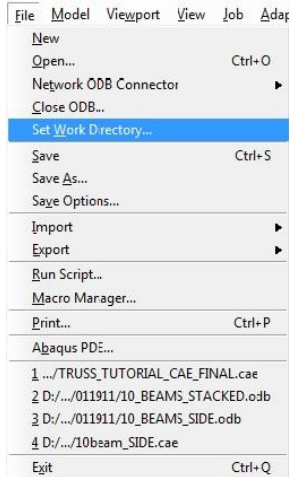 File Model Viewport View Job Adap
New
Open... Ctrl+O
Network ODB Connector
Close ODB...
Set Work Directory...
Save Ctrl+S
Save As...
Save Options...
Import
Export
Run Script...
Macro Manager...
Print... Ctrl+P
Abaqus PDE...
1 .../TRUSS_TUTORIAL_CAE_FINAL.cae
2 D:/.../011911/10_BEAMS_STACKED.odb
3 D:/.../011911/10_BEAMS_SIDE.odb
4 D:/.../10beam_SIDE.cae
Exit Ctrl+Q